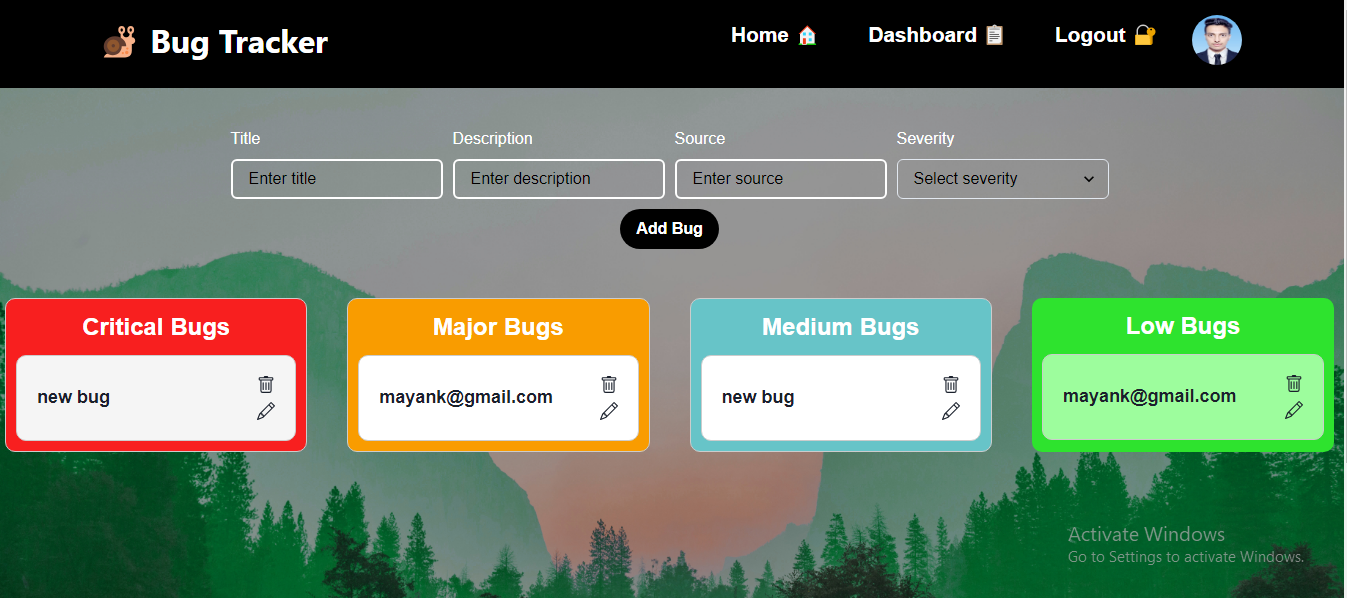 Bug Tracker
Home
Dashboard
Logout
Title
Description
Source
Severity
Enter title
Enter description
Enter source
Select severity
Add Bug
Critical Bugs
Major Bugs
Medium Bugs
Low Bugs
new bug
mayank@gmail.com
new bug
mayank@gmail.com
Activate Windows
Go to Settings to activate Windows.